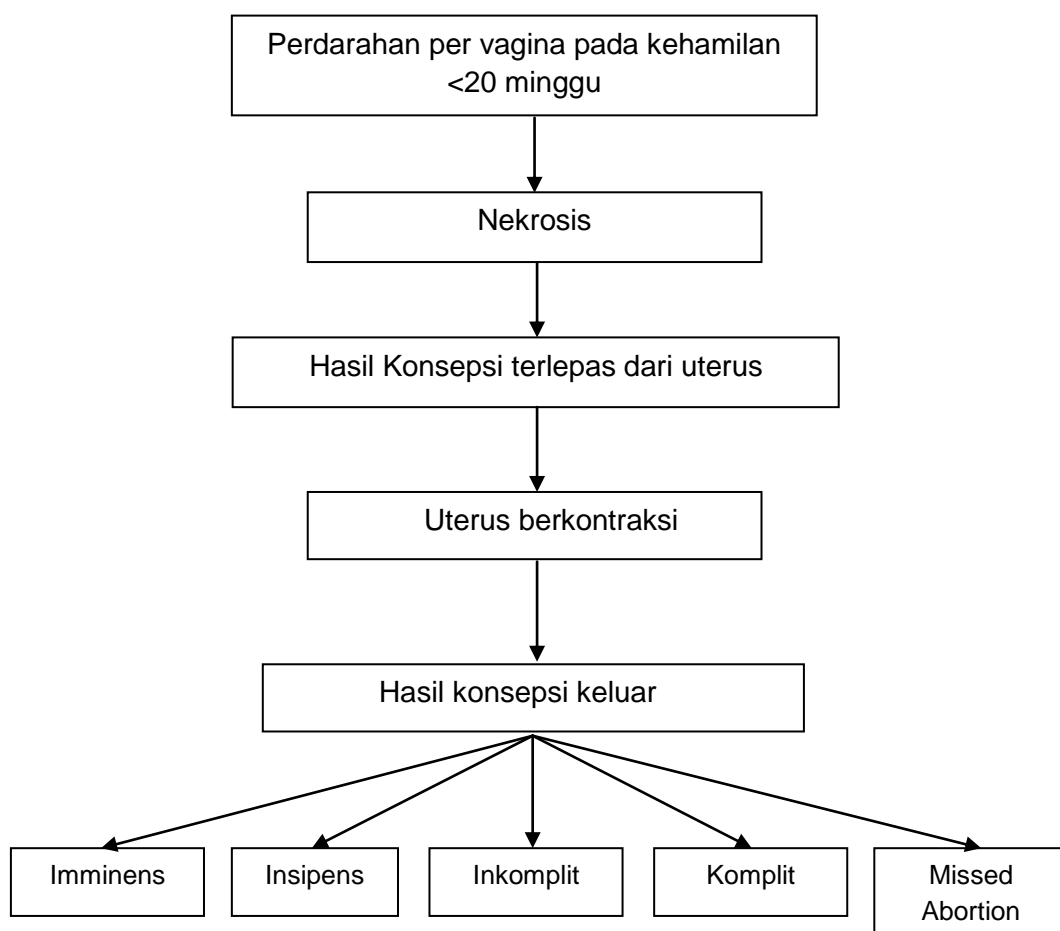 Perdarahan per vagina pada kehamilan
<20 minggu
Nekrosis
Hasil Konsepsi terlepas dari uterus
Uterus berkontraksi
Hasil konsepsi keluar
Imminens
Insipens
Inkomplit
Komplit
Missed
Abortion